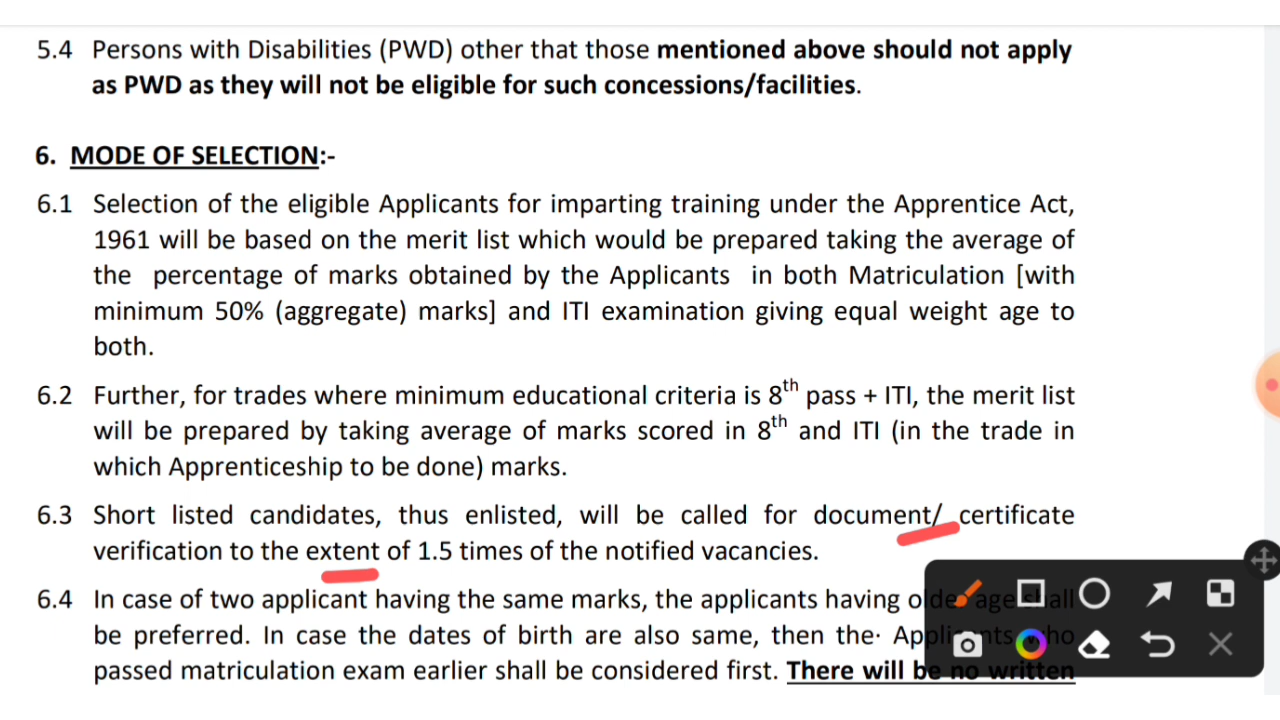 5.4 Persons with Disabilities (PWD) other that those mentioned above should not apply
as PWD as they will not be eligible for such concessions/facilities.
6. MODE OF SELECTION:-
6.1 Selection of the eligible Applicants for imparting training under the Apprentice Act,
1961 will be based on the merit list which would be prepared taking the average of
the percentage of marks obtained by the Applicants in both Matriculation [with
minimum 50% (aggregate) marks] and ITI examination giving equal weight age to
both.
6.2 Further, for trades where minimum educational criteria is 8th pass + ITI, the merit list
will be prepared by taking average of marks scored in 8th and ITI (in the trade in
which Apprenticeship to be done) marks.
6.3 Short listed candidates, thus enlisted, will be called for document/ certificate
verification to the extent of 1.5 times of the notified vacancies.
6.4 In case of two applicant having the same marks, the applicants having older age shall
be preferred. In case the dates of birth are also same, then the Applicants who
passed matriculation exam earlier shall be considered first. There will be no written